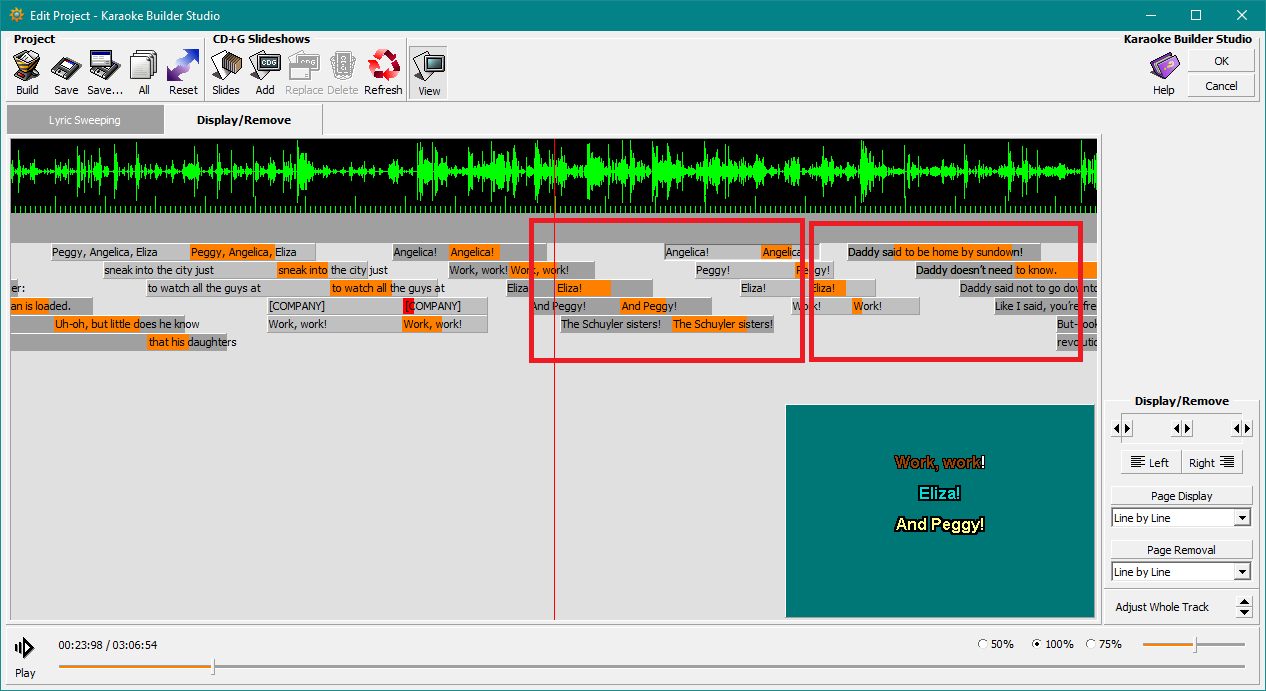 Edit Project - Karaoke Builder Studio
Project
CD+G Slideshows
Karaoke Builder Studio
Build Save Save... All Reset Slides Add Replace Delete Refresh View Help
OK
Cancel
Lyric Sweeping Display/Remove
Peggy, Angelica, Eliza Peggy, Angelica, Eliza Angelica! Angelica! Angelica! Angelica Daddy said to be home by sundown!
sneak into the city just sneak into the city just Work, work! Work, work! Peggy! Peggy! Daddy doesn't need to know.
er: to watch all the guys at to watch all the guys at Eliza Eliza! Eliza! Eliza! Daddy said not to go downto
an is loaded. [COMPANY] [COMPANY] And Peggy! And Peggy! Work! Work! Like I said, you're fre
Uh-oh, but little does he know Work, work! Work, work! The Schuyler sisters! The Schuyler sisters! But-look
that his daughters revolutio
Work, work!
Eliza!
And Peggy!
Display/Remove
Left Right
Page Display
Line by Line
Page Removal
Line by Line
Adjust Whole Track
Play
00:23:98 / 03:06:54
50% 100% 75%